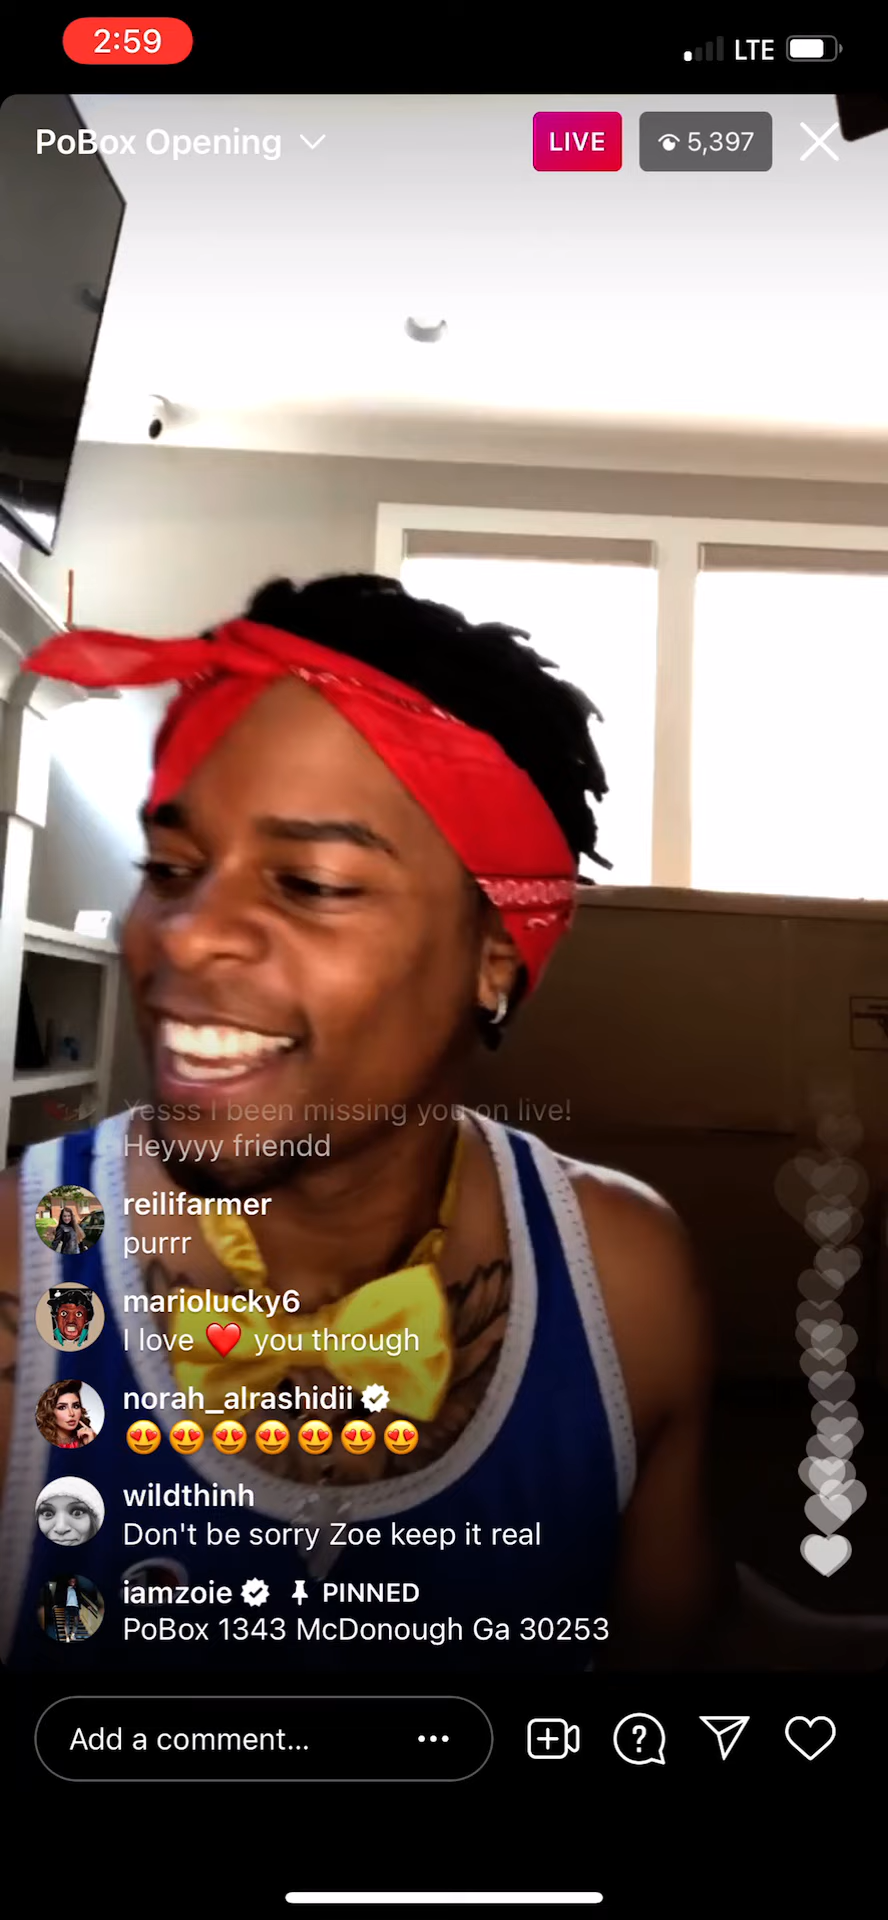 2:59
LTE
PoBox Opening
LIVE
5,397
Yesss I been missing you on live!
Heyyyy friendd
reilifarmer
purrr
mariolucky6
I love ❤️ you through
norah_alrashidii
😍😍😍😍😍😍😍
wildthinh
Don't be sorry Zoe keep it real
iamzoie PINNED
PoBox 1343 McDonough Ga 30253
Add a comment...